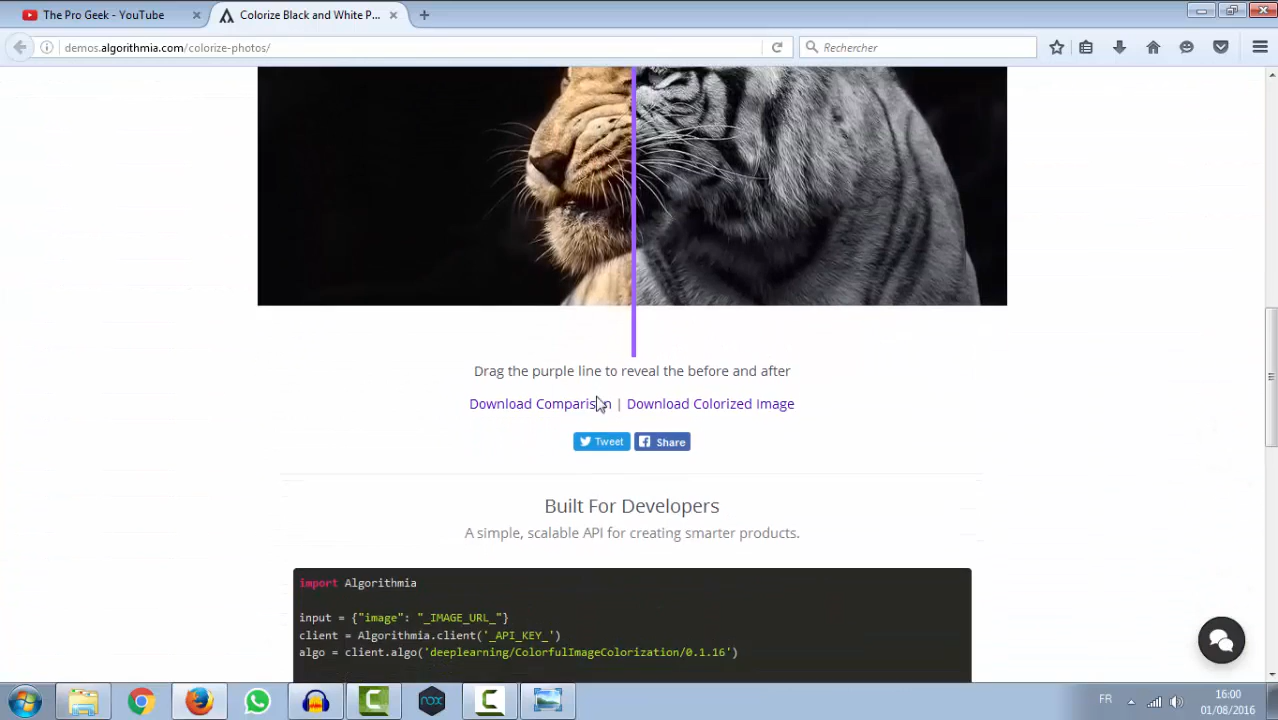 The Pro Geek - YouTube
Colorize Black and White P...
demos.algorithmia.com/colorize-photos/
Rechercher
Drag the purple line to reveal the before and after
Download Comparison | Download Colorized Image
Tweet
Share
Built For Developers
A simple, scalable API for creating smarter products.
import Algorithmia
input = {"image": "_IMAGE_URL_"}
client = Algorithmia.client('_API_KEY_')
algo = client.algo('deeplearning/ColorfulImageColorization/0.1.16')
nox
FR
16:00
01/08/2016